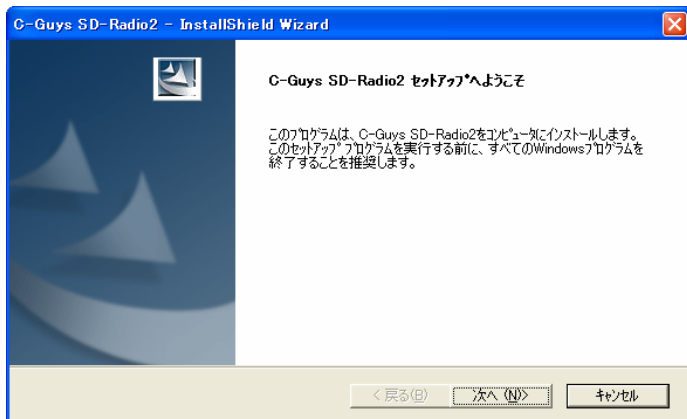 C-Guys SD-Radio2 - InstallShield Wizard
C-Guys SD-Radio2 ｾｯﾄｱｯﾌﾟへようこそ
このﾌﾟﾛｸﾞﾗﾑは、C-Guys SD-Radio2をｺﾝﾋﾟｭｰﾀにインストールします。
このｾｯﾄｱｯﾌﾟ ﾌﾟﾛｸﾞﾗﾑを実行する前に、すべてのWindowsﾌﾟﾛｸﾞﾗﾑを
終了することを推奨します。
< 戻る(B)
次へ (N)>
ｷｬﾝｾﾙ